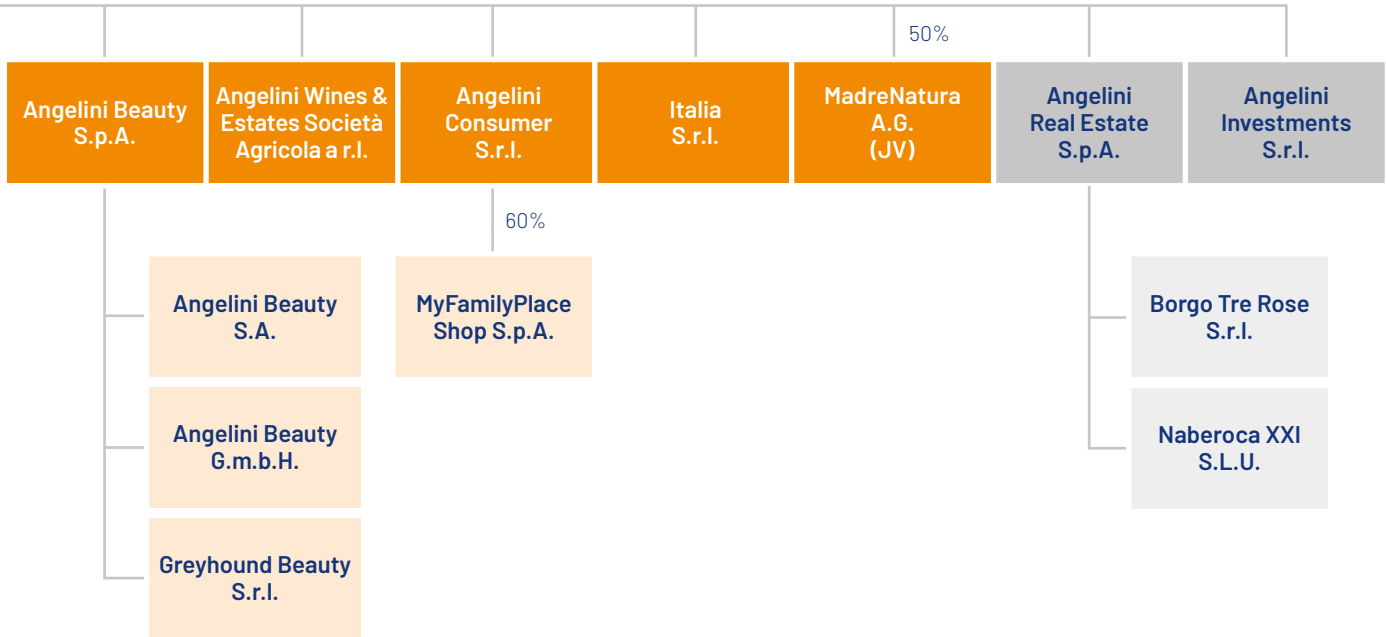 50%
Angelini Beauty
S.p.A.
Angelini Wines &
Estates Società
Agricola a r.l.
Angelini
Consumer
S.r.l.
Italia
S.r.l.
MadreNatura
A.G.
(JV)
Angelini
Real Estate
S.p.A.
Angelini
Investments
S.r.l.
60%
Angelini Beauty
S.A.
MyFamilyPlace
Shop S.p.A.
Borgo Tre Rose
S.r.l.
Angelini Beauty
G.m.b.H.
Naberoca XXI
S.L.U.
Greyhound Beauty
S.r.l.